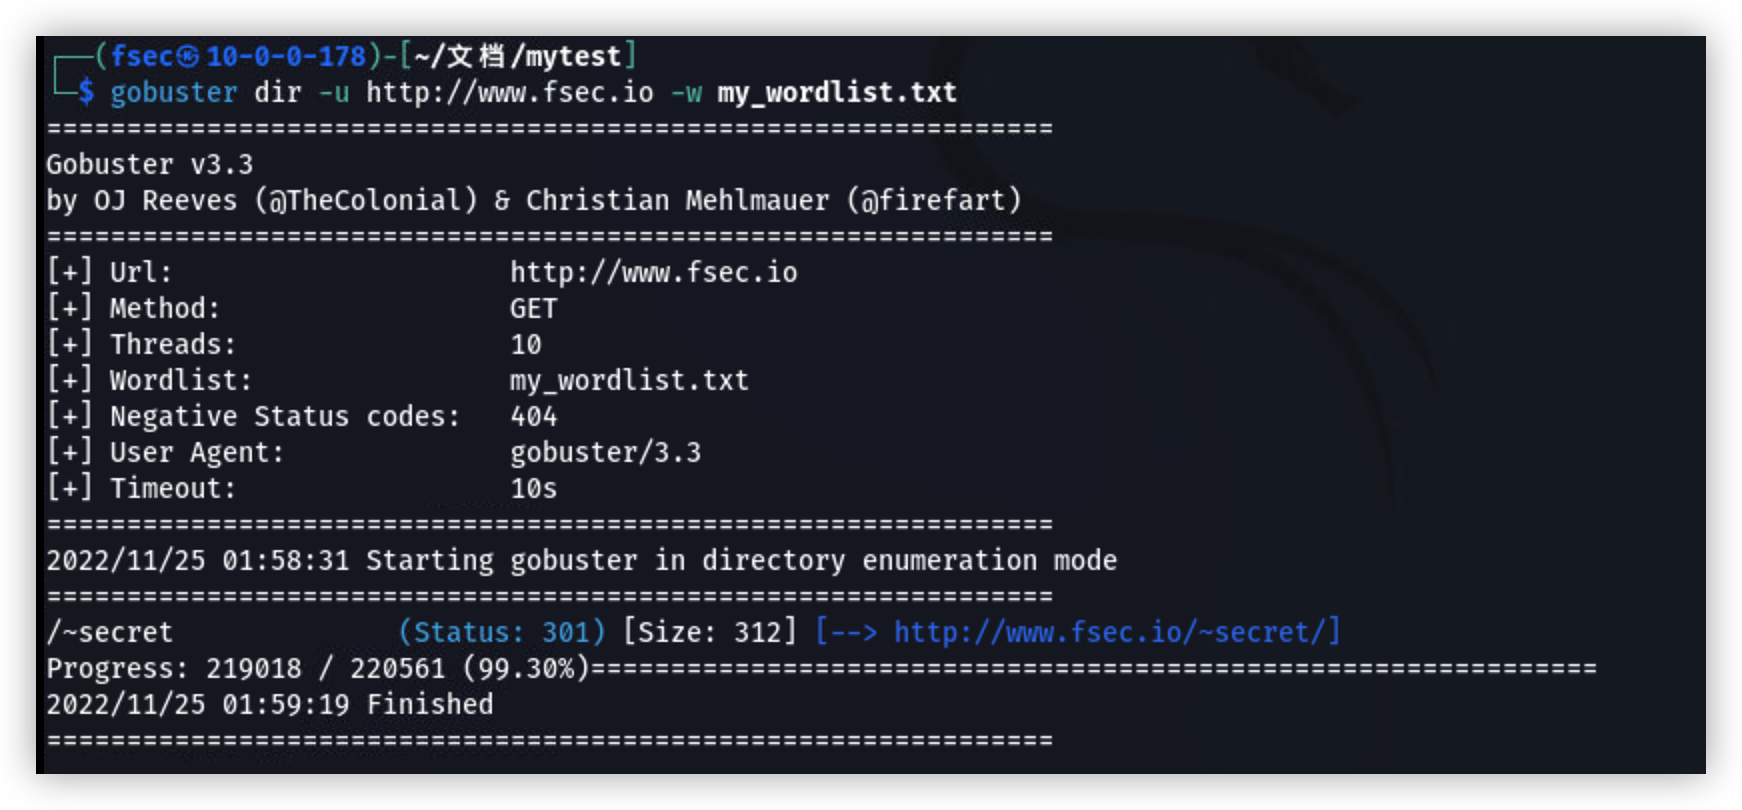 ┌──(fsec㉿10-0-0-178)-[~/文档/mytest]
└─$ gobuster dir -u http://www.fsec.io -w my_wordlist.txt
===============================================================
Gobuster v3.3
by OJ Reeves (@TheColonial) & Christian Mehlmauer (@firefart)
===============================================================
[+] Url:                     http://www.fsec.io
[+] Method:                  GET
[+] Threads:                 10
[+] Wordlist:                my_wordlist.txt
[+] Negative Status codes:   404
[+] User Agent:              gobuster/3.3
[+] Timeout:                 10s
===============================================================
2022/11/25 01:58:31 Starting gobuster in directory enumeration mode
===============================================================
/~secret              (Status: 301) [Size: 312] [--> http://www.fsec.io/~secret/]
Progress: 219018 / 220561 (99.30%)===============================================================
2022/11/25 01:59:19 Finished
===============================================================